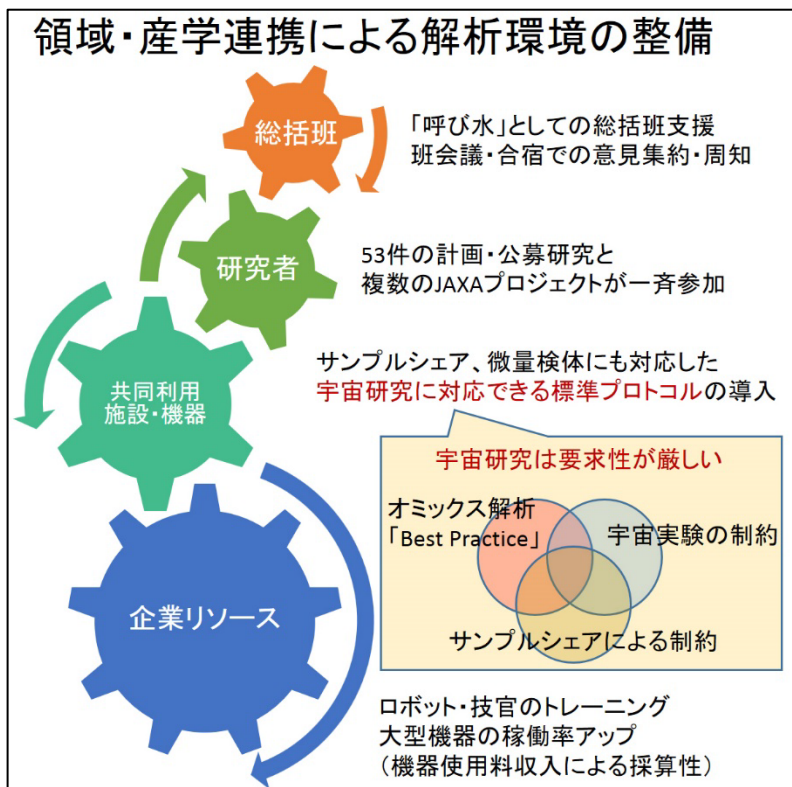 領域・産学連携による解析環境の整備
総括班
「呼び水」としての総括班支援
班会議・合宿での意見集約・周知
研究者
53件の計画・公募研究と
複数のJAXAプロジェクトが一斉参加
共同利用
施設・機器
サンプルシェア、微量検体にも対応した
宇宙研究に対応できる標準プロトコルの導入
宇宙研究は要求性が厳しい
オミックス解析
「Best Practice」
宇宙実験の制約
サンプルシェアによる制約
企業リソース
ロボット・技官のトレーニング
大型機器の稼働率アップ
（機器使用料収入による採算性）